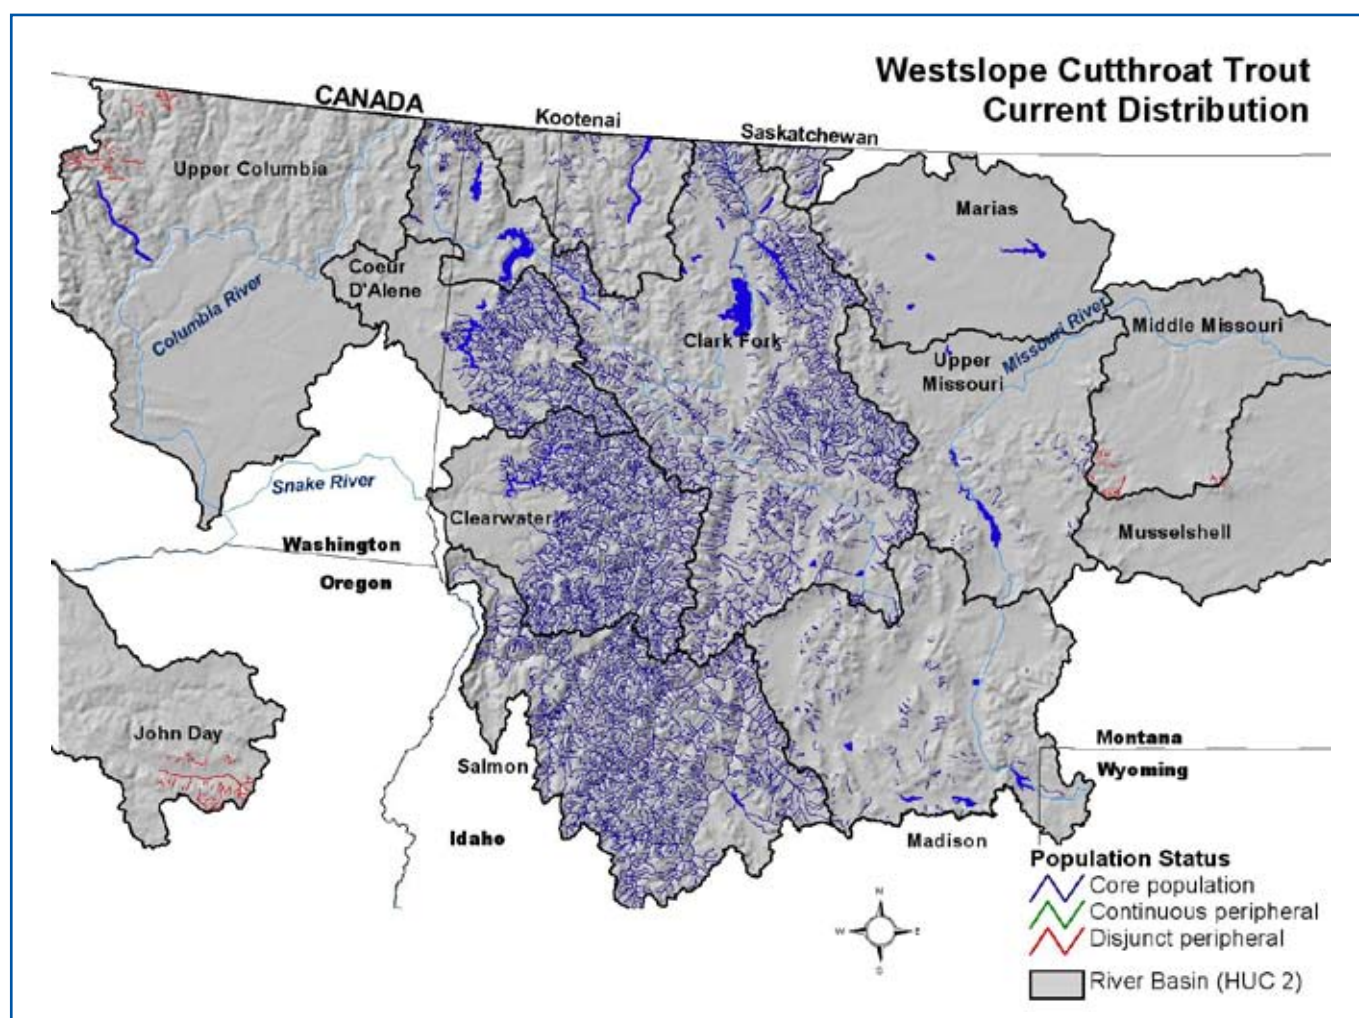 Westslope Cutthroat Trout
Current Distribution
CANADA
Kootenai
Saskatchewan
Upper Columbia
Marias
Coeur
D'Alene
Columbia River
Missouri River
Middle Missouri
Clark Fork
Upper
Missouri
Snake River
Clearwater
Musselshell
Washington
Oregon
John Day
Salmon
Montana
Wyoming
Idaho
Madison
Population Status
Core population
Continuous peripheral
Disjunct peripheral
River Basin (HUC 2)
N
W
E
S